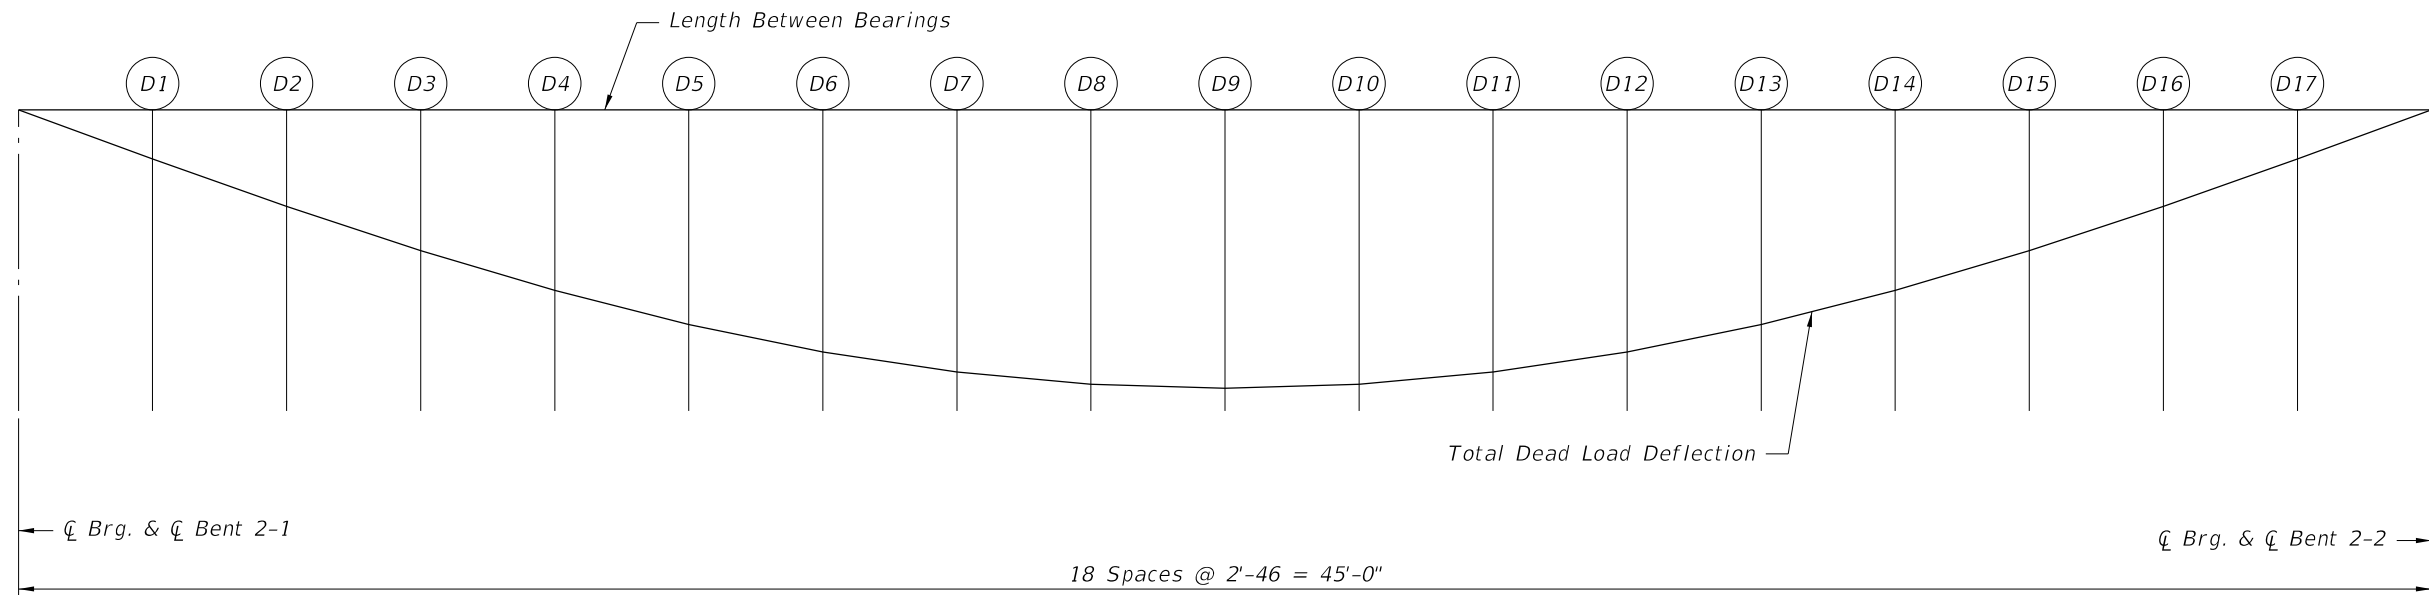 Length Between Bearings
D1 D2 D3 D4 D5 D6 D7 D8 D9 D10 D11 D12 D13 D14 D15 D16 D17
Total Dead Load Deflection
℄ Brg. & ℄ Bent 2-1
℄ Brg. & ℄ Bent 2-2
18 Spaces @ 2'-46 = 45'-0"